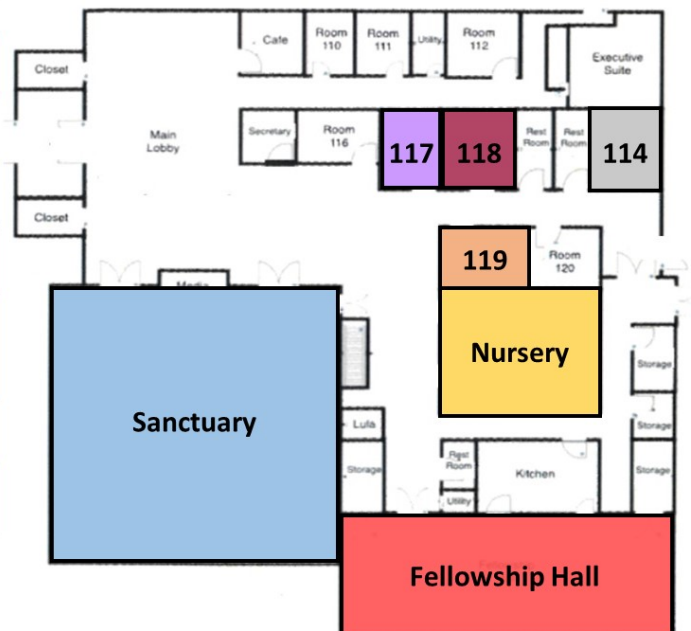 Cafe
Room
110
Room
111
Utility
Room
112
Executive
Suite
Closet
Main
Lobby
Secretary
Room
116
117
118
Rest
Room
Rest
Room
114
Closet
119
Room
120
Media
Nursery
Storage
Sanctuary
Lula
Storage
Storage
Rest
Room
Kitchen
Storage
Utility
Fellowship Hall